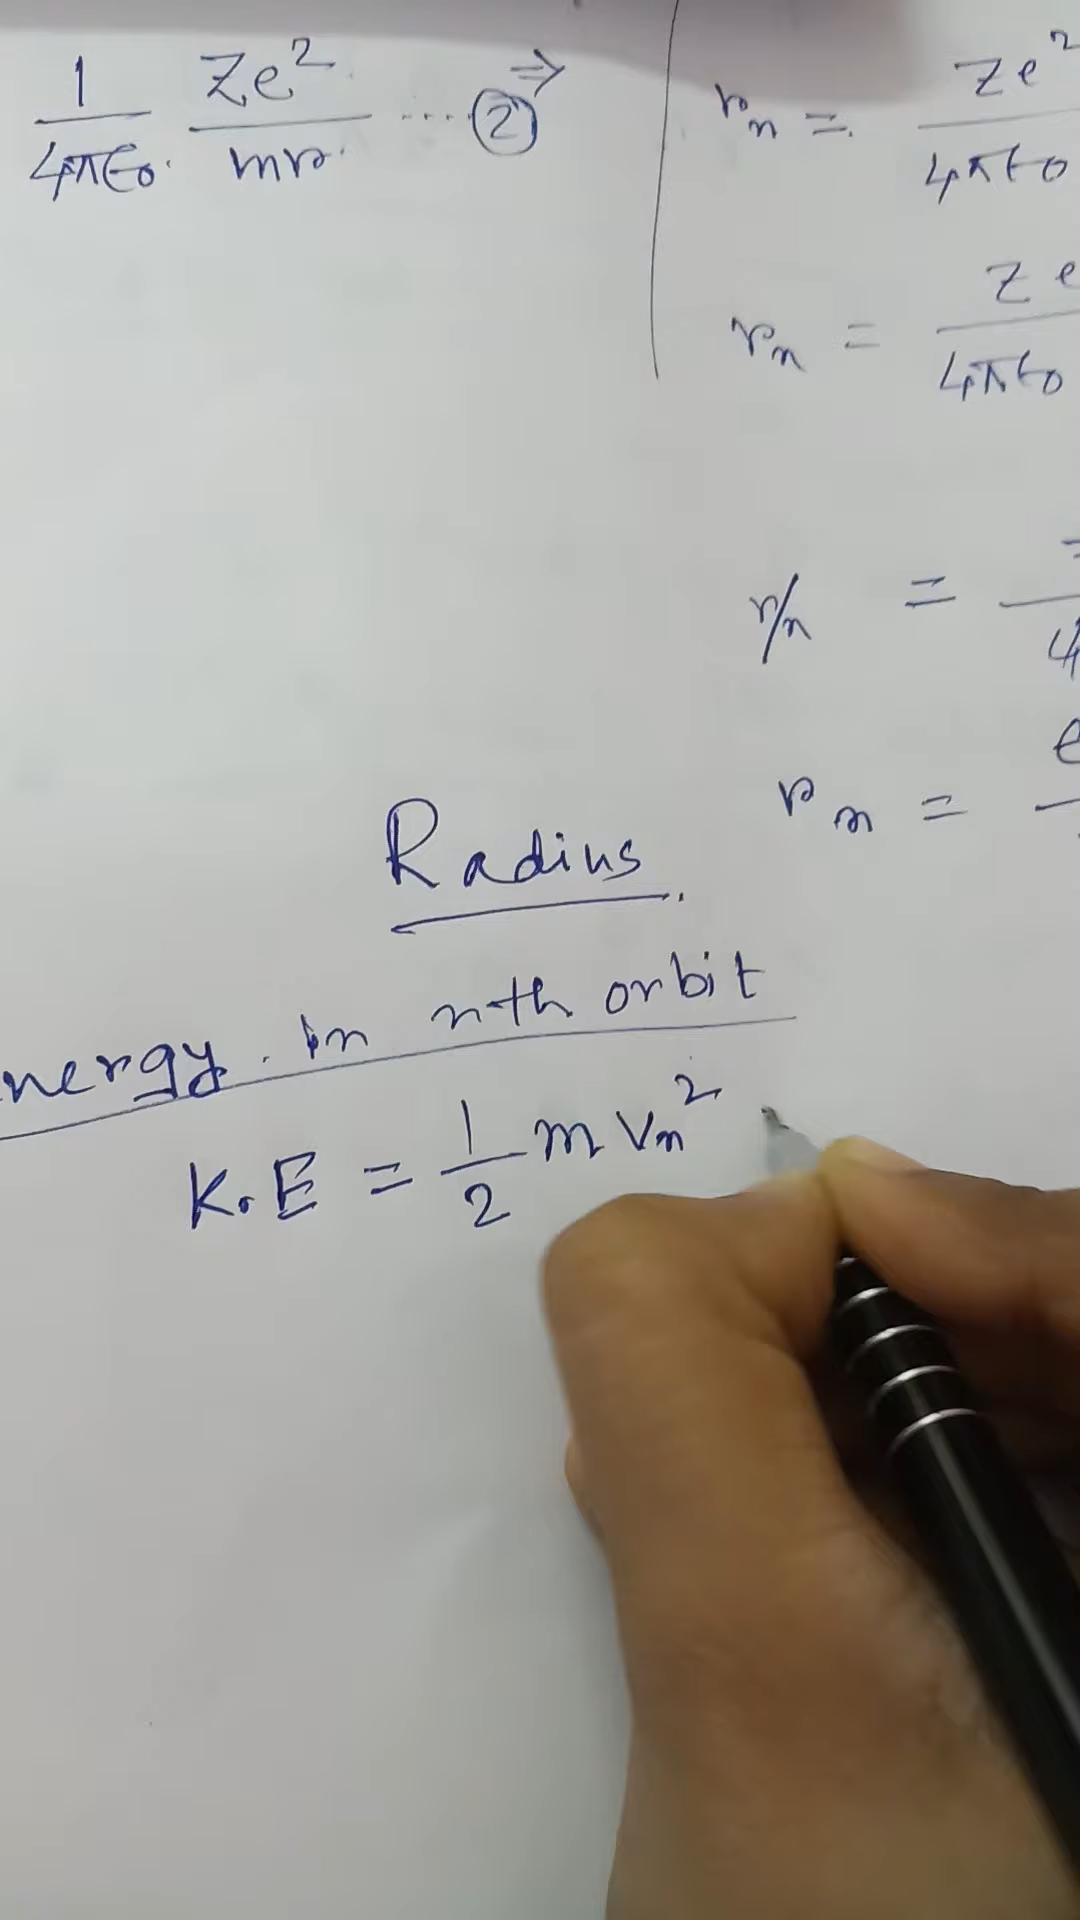 1/4πϵ₀ · Ze²/mr .... ② ⇒
rₙ = Ze²/4πϵ₀
rₙ = Ze/4πϵ₀
r/n =
rₙ =
Radius.
nergy. in n-th orbit
K.E = 1/2 m Vₙ²